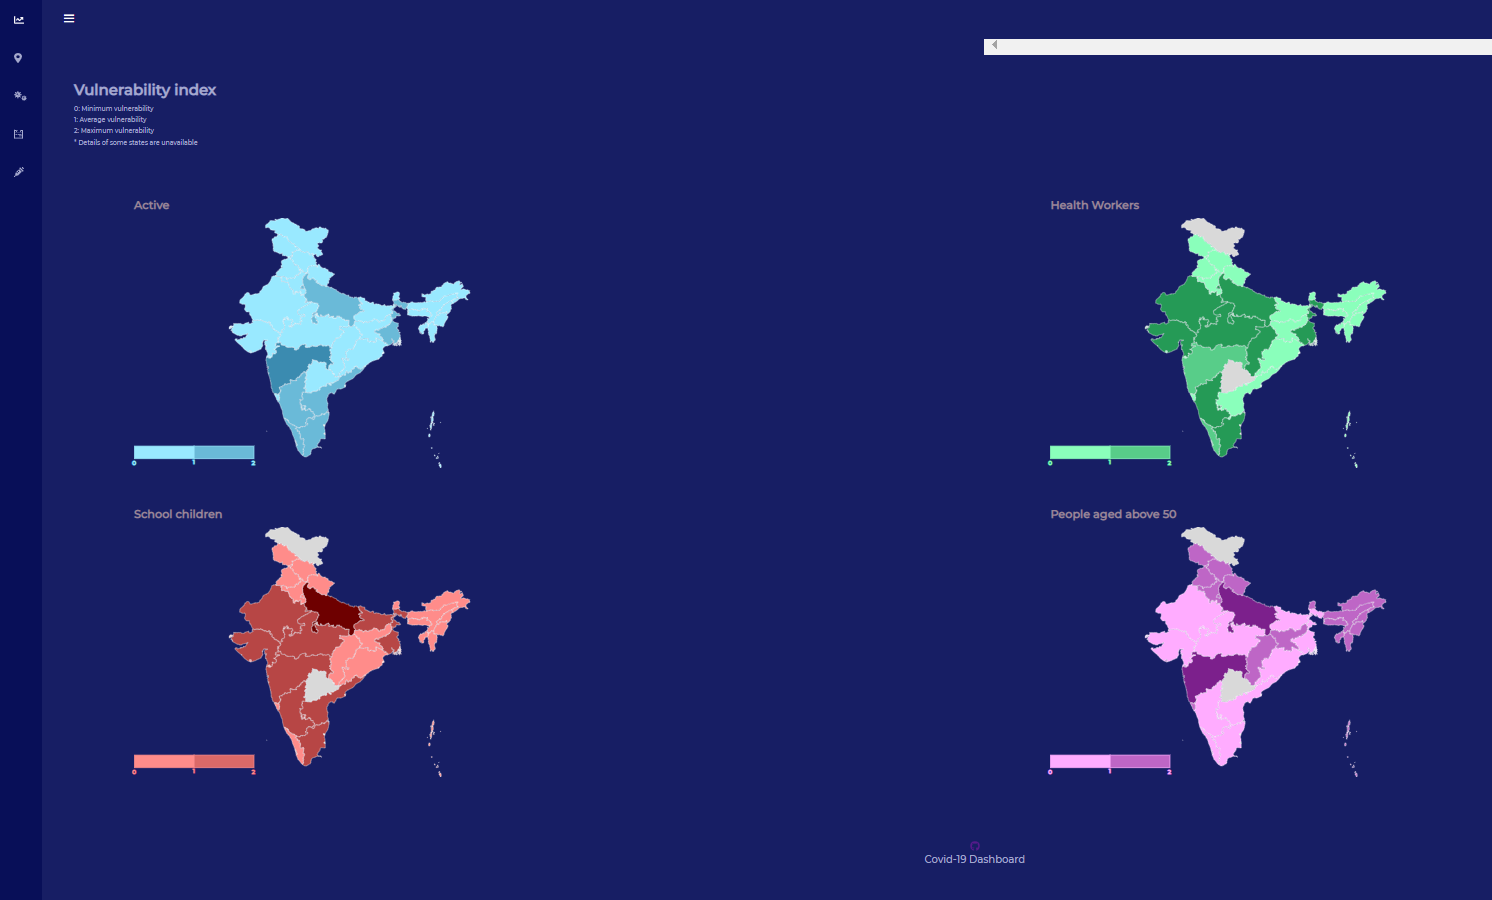 Vulnerability index
0: Minimum vulnerability
1: Average vulnerability
2: Maximum vulnerability
* Details of some states are unavailable
Active
0 1 2
Health Workers
0 1 2
School children
0 1 2
People aged above 50
0 1 2
Covid-19 Dashboard